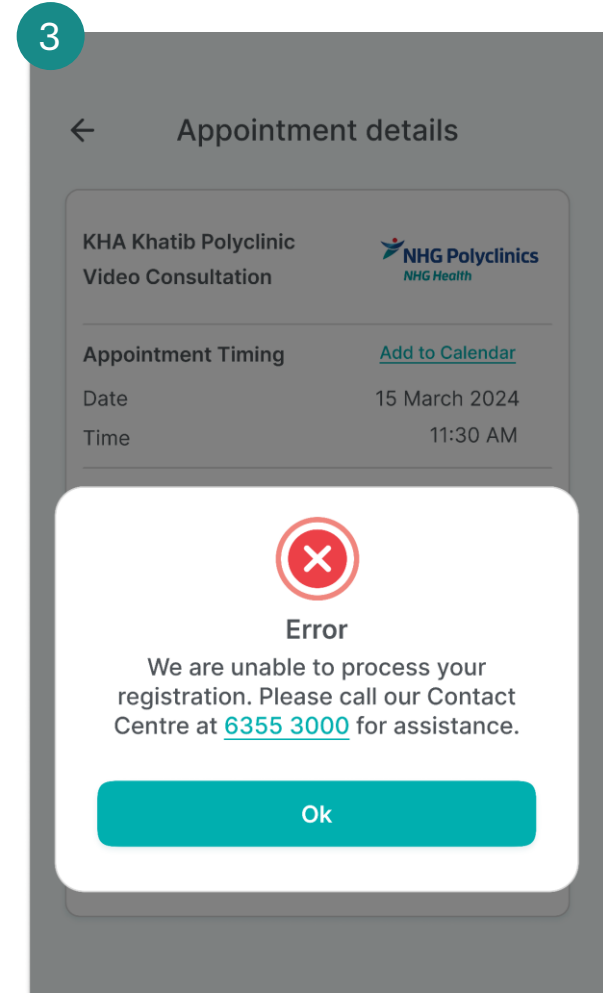 3
Appointment details
KHA Khatib Polyclinic
Video Consultation
NHG Polyclinics
NHG Health
Appointment Timing
Add to Calendar
Date
15 March 2024
Time
11:30 AM
Error
We are unable to process your
registration. Please call our Contact
Centre at 6355 3000 for assistance.
Ok